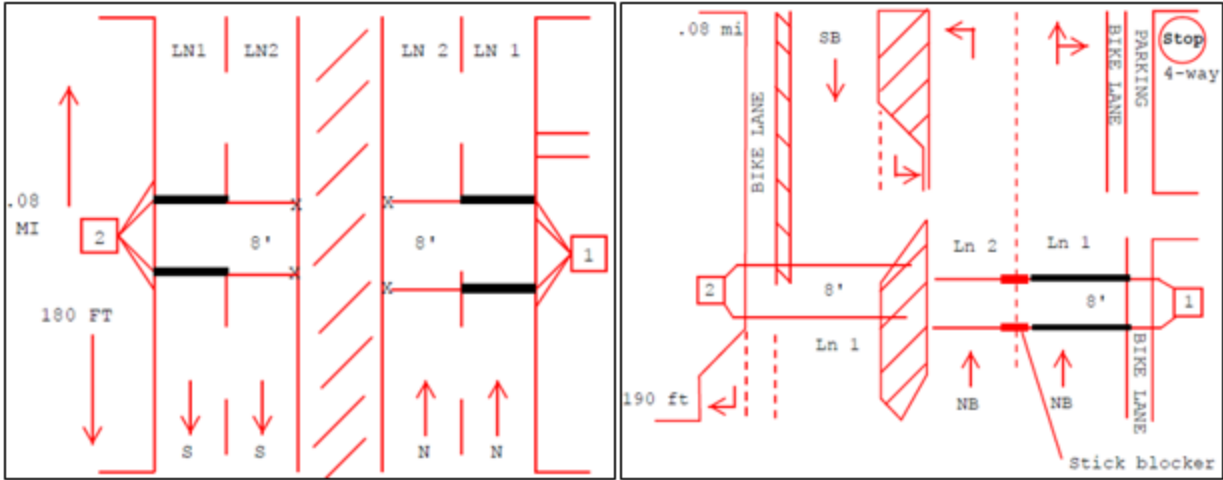 LN1
LN2
LN 2
LN 1
.08
MI
2
8'
8'
1
180 FT
S
S
N
N
.08 mi
SB
BIKE LANE
PARKING
Stop
4-way
BIKE LANE
Ln 2
Ln 1
2
8'
8'
1
Ln 1
BIKE LANE
190 ft
NB
NB
Stick blocker